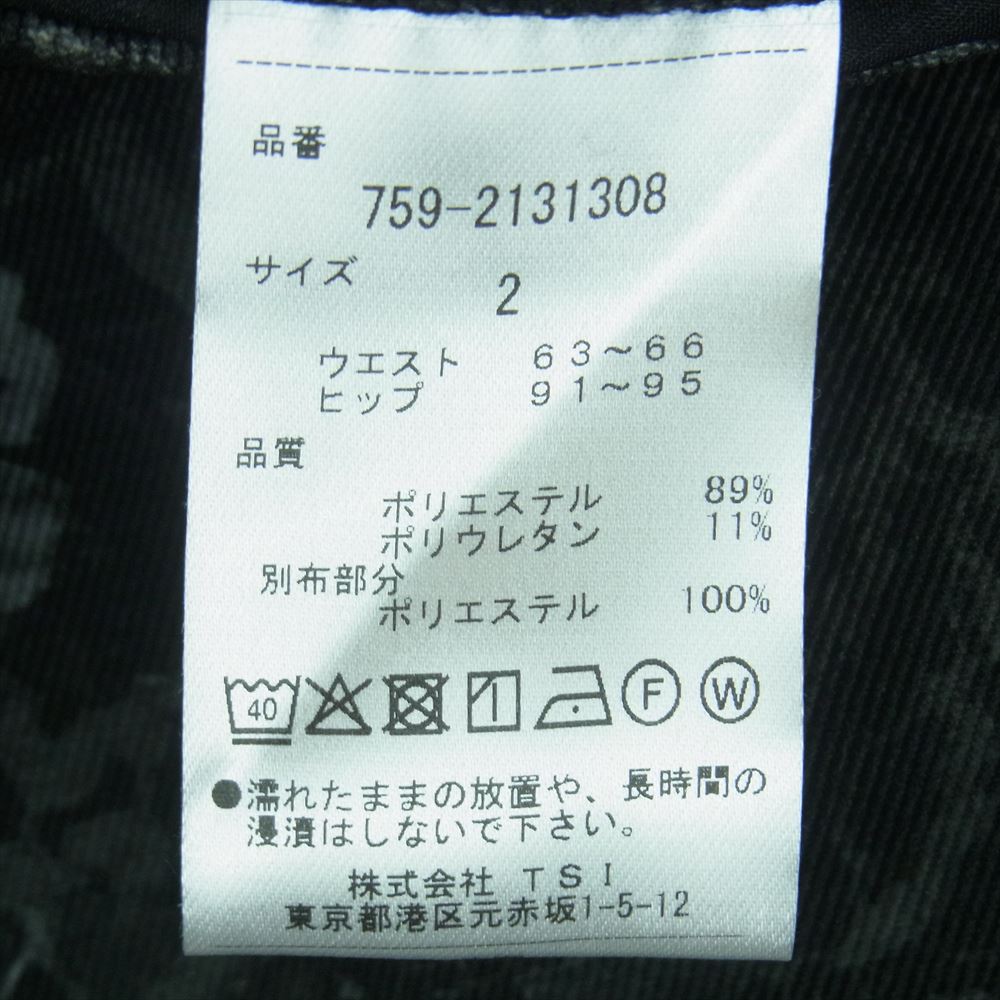 品番
759-2131308
サイズ
2
ウエスト 63~66
ヒップ 91~95
品質
ポリエステル 89%
ポリウレタン 11%
別布部分
ポリエステル 100%
40 F W
●濡れたままの放置や、長時間の
浸漬はしないで下さい。
株式会社 TSI
東京都港区元赤坂1-5-12